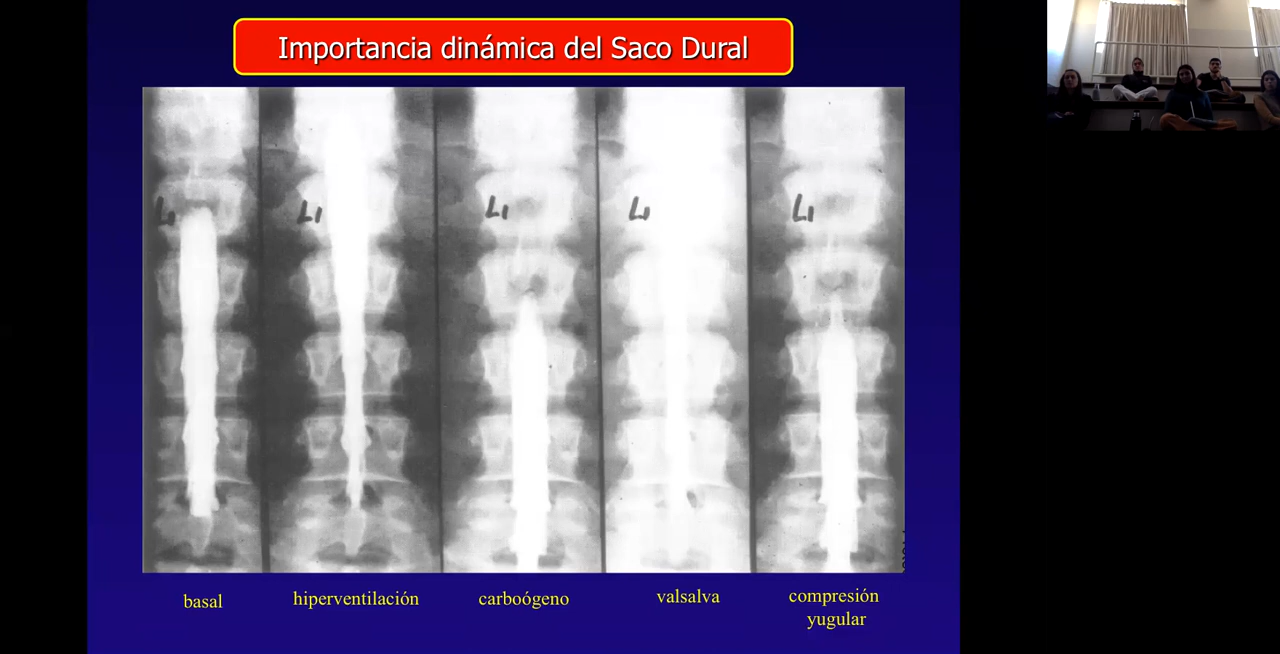 Importancia dinámica del Saco Dural
L1 L1 L1 L1 L1
basal hiperventilación carboógeno valsalva compresión
yugular